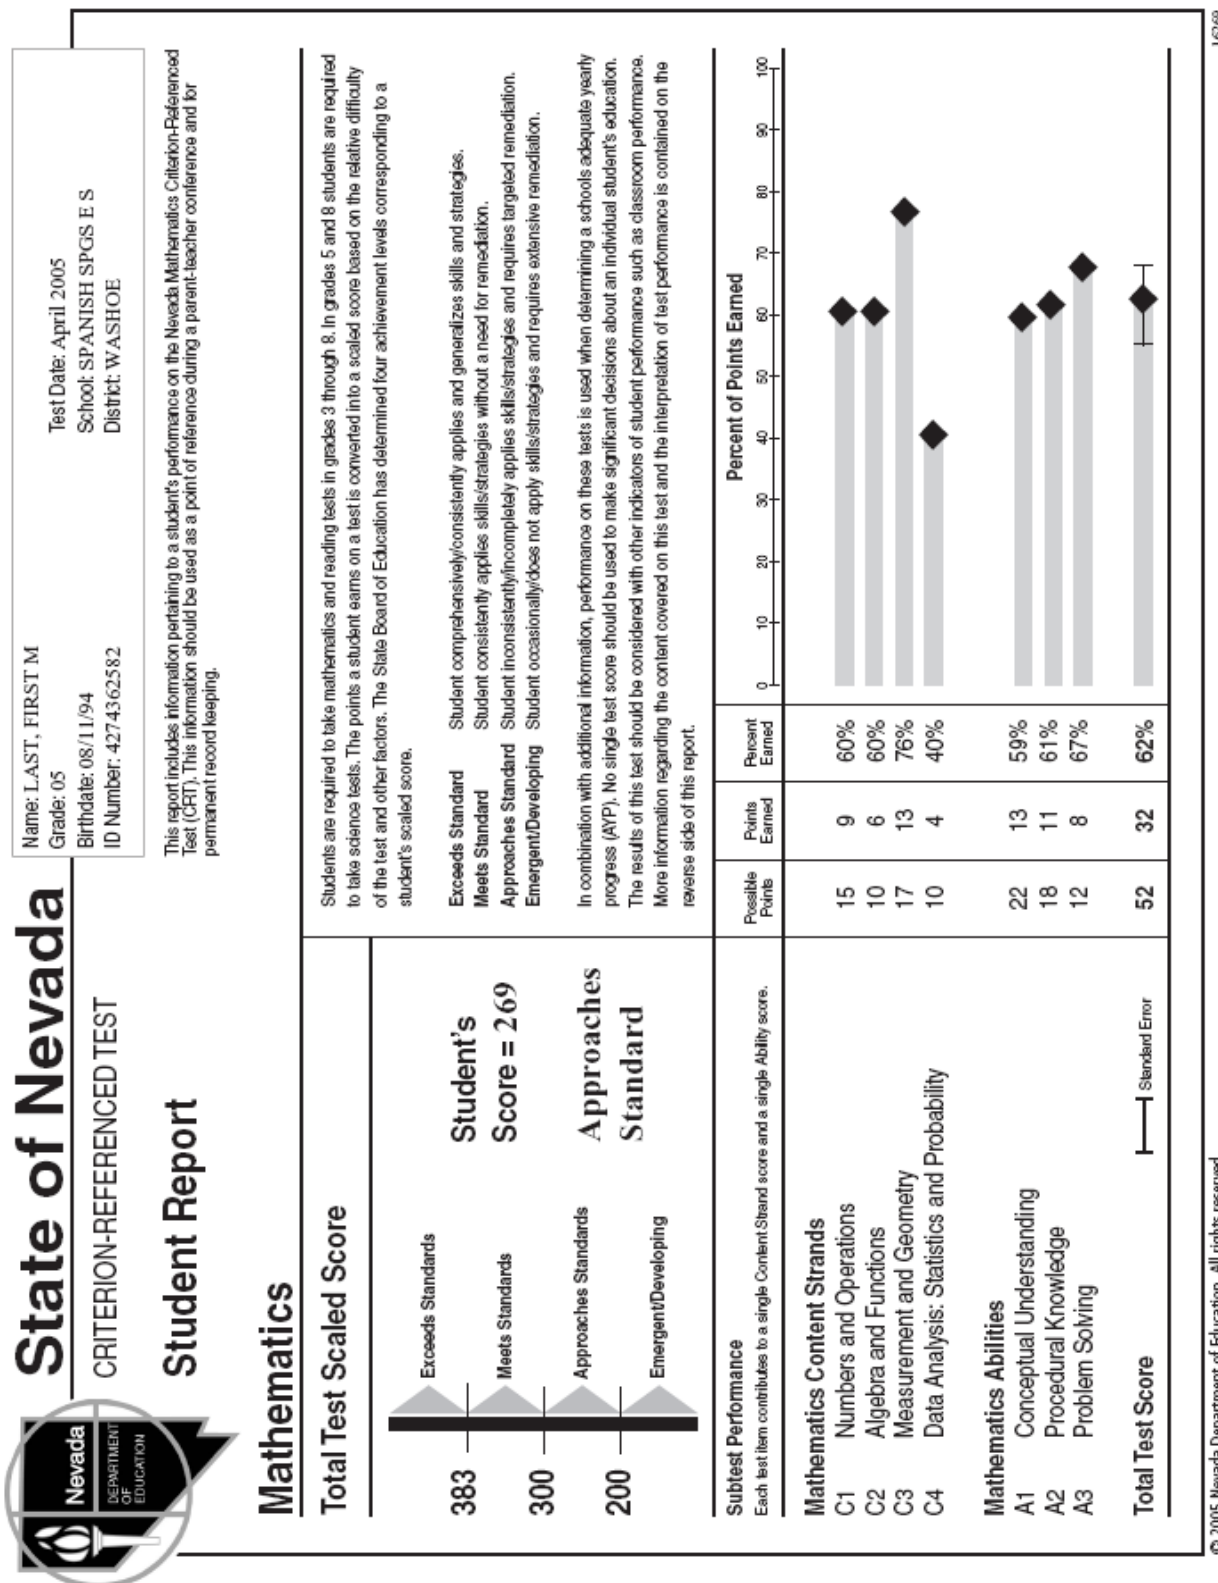 Nevada
DEPARTMENT
OF
EDUCATION
State of Nevada
CRITERION-REFERENCED TEST
Student Report
Name: LAST, FIRST M
Grade: 05
Birthdate: 08/11/94
ID Number: 4274362582
Test Date: April 2005
School: SPANISH SPGS E S
District: WASHOE
This report includes information pertaining to a student's performance on the Nevada Mathematics Criterion-Referenced
Test (CRT). This information should be used as a point of reference during a parent-teacher conference and for
permanent record keeping.
Mathematics
Total Test Scaled Score
383
300
200
Exceeds Standards
Meets Standards
Approaches Standards
Emergent/Developing
Student's
Score = 269
Approaches
Standard
Students are required to take mathematics and reading tests in grades 3 through 8. In grades 5 and 8 students are required
to take science tests. The points a student earns on a test is converted into a scaled score based on the relative difficulty
of the test and other factors. The State Board of Education has determined four achievement levels corresponding to a
student's scaled score.
Exceeds Standard Student comprehensively/consistently applies and generalizes skills and strategies.
Meets Standard Student consistently applies skills/strategies without a need for remediation.
Approaches Standard Student inconsistently/incompletely applies skills/strategies and requires targeted remediation.
Emergent/Developing Student occasionally/does not apply skills/strategies and requires extensive remediation.
In combination with additional information, performance on these tests is used when determining a schools adequate yearly
progress (AYP). No single test score should be used to make significant decisions about an individual student's education.
The results of this test should be considered with other indicators of student performance such as classroom performance.
More information regarding the content covered on this test and the interpretation of test performance is contained on the
reverse side of this report.
Subtest Performance
Each test item contributes to a single Content Strand score and a single Ability score.
Possible Points
Points Earned
Percent Earned
Percent of Points Earned
0 10 20 30 40 50 60 70 80 90 100
Mathematics Content Strands
C1 Numbers and Operations 15 9 60%
C2 Algebra and Functions 10 6 60%
C3 Measurement and Geometry 17 13 76%
C4 Data Analysis: Statistics and Probability 10 4 40%
Mathematics Abilities
A1 Conceptual Understanding 22 13 59%
A2 Procedural Knowledge 18 11 61%
A3 Problem Solving 12 8 67%
Total Test Score 52 32 62%
Standard Error
© 2005 Nevada Department of Education. All rights reserved
16269